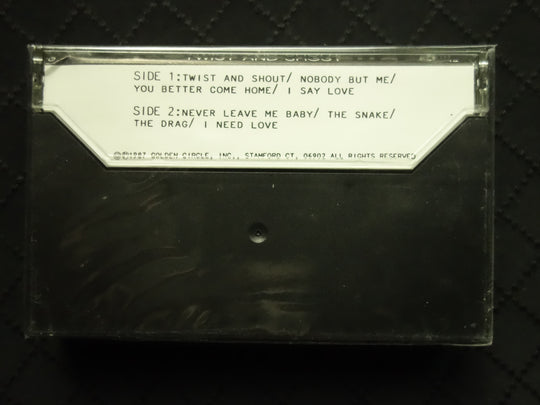 TWIST AND SHOUT
SIDE 1:TWIST AND SHOUT/ NOBODY BUT ME/
YOU BETTER COME HOME/ I SAY LOVE
SIDE 2:NEVER LEAVE ME BABY/ THE SNAKE/
THE DRAG/ I NEED LOVE
©℗1987 GOLDEN CIRCLE, INC., STAMFORD CT. 06902 ALL RIGHTS RESERVED